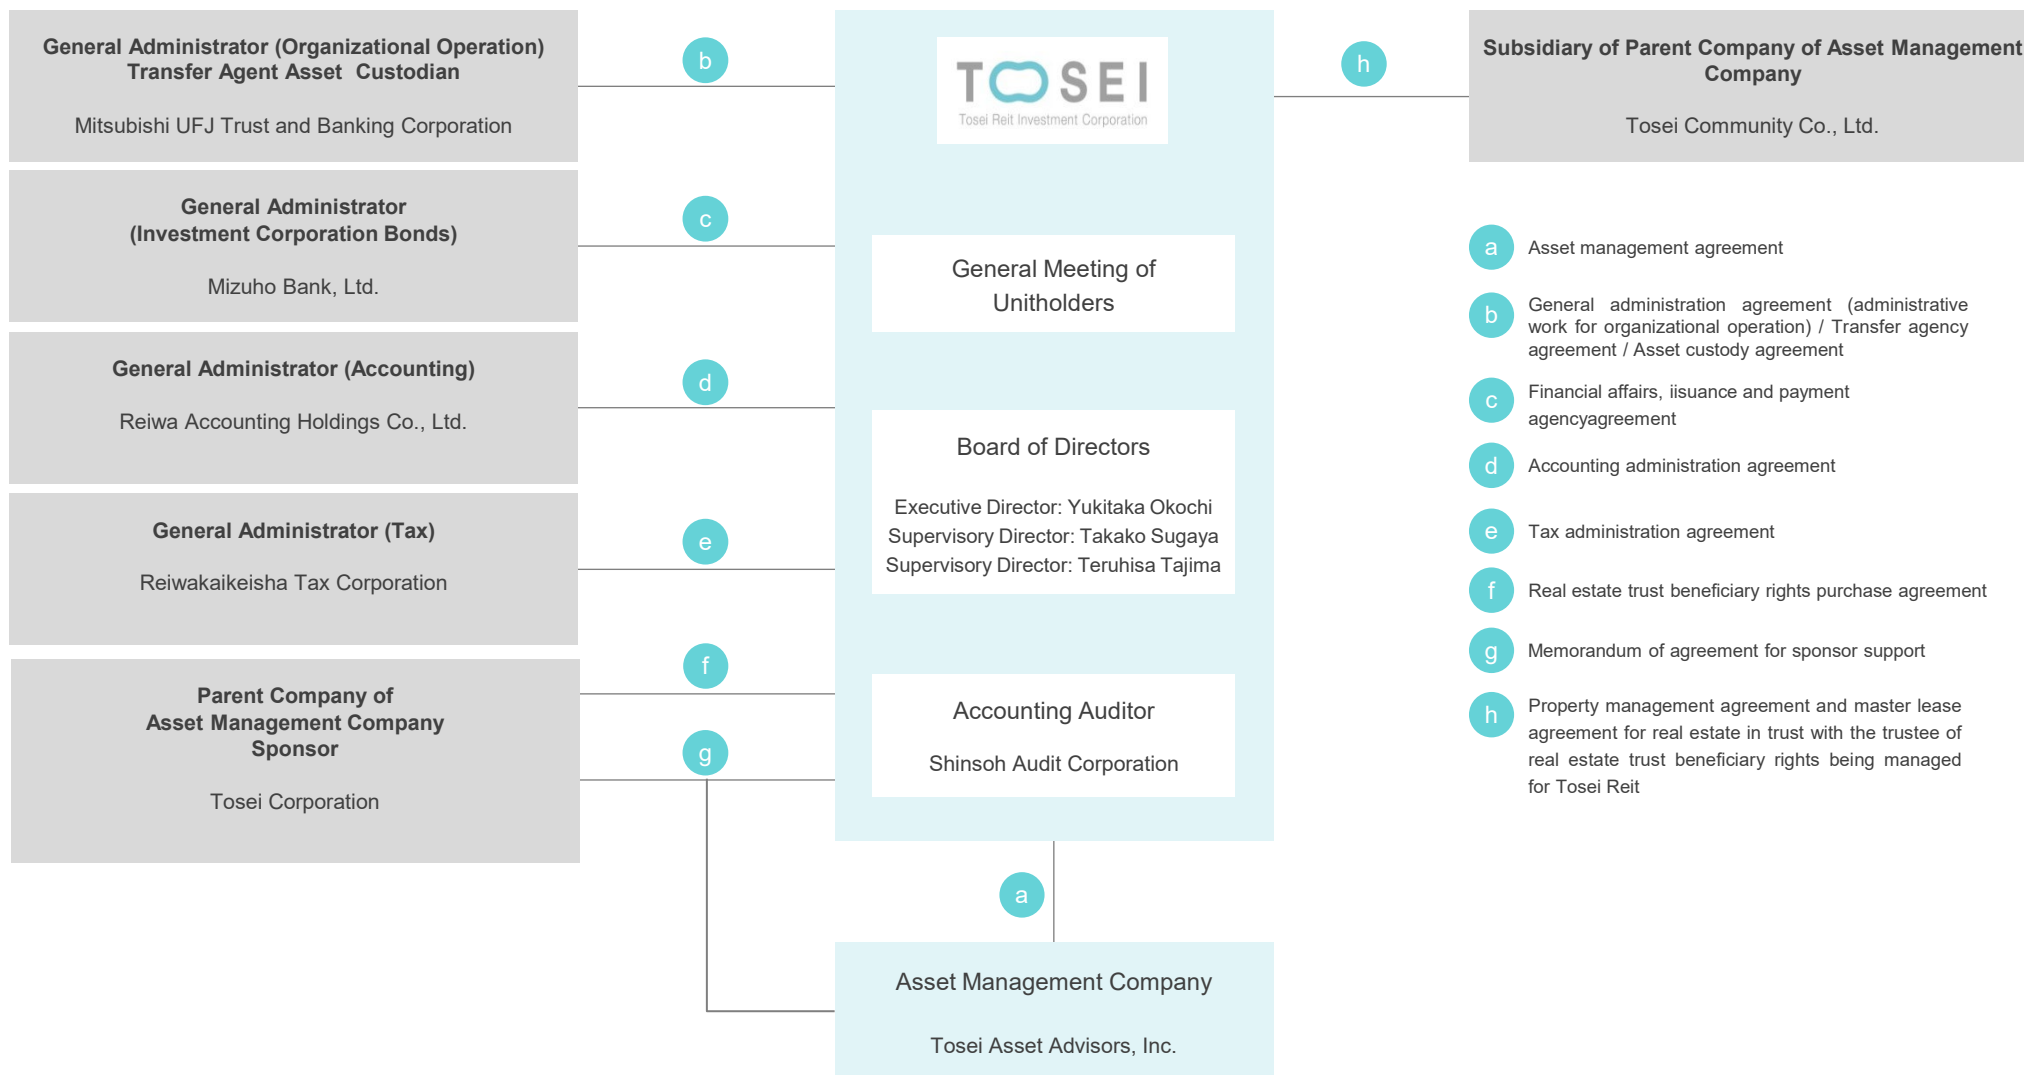 General Administrator (Organizational Operation)
Transfer Agent Asset Custodian
Mitsubishi UFJ Trust and Banking Corporation
b
General Administrator
(Investment Corporation Bonds)
Mizuho Bank, Ltd.
c
General Administrator (Accounting)
Reiwa Accounting Holdings Co., Ltd.
d
General Administrator (Tax)
Reiwakaikeisha Tax Corporation
e
Parent Company of
Asset Management Company
Sponsor
Tosei Corporation
f
g
TOSEI
Tosei Reit Investment Corporation
General Meeting of
Unitholders
Board of Directors
Executive Director: Yukitaka Okochi
Supervisory Director: Takako Sugaya
Supervisory Director: Teruhisa Tajima
Accounting Auditor
Shinsoh Audit Corporation
a
Asset Management Company
Tosei Asset Advisors, Inc.
h
Subsidiary of Parent Company of Asset Management
Company
Tosei Community Co., Ltd.
a Asset management agreement
b General administration agreement (administrative
work for organizational operation) / Transfer agency
agreement / Asset custody agreement
c Financial affairs, iisuance and payment
agencyagreement
d Accounting administration agreement
e Tax administration agreement
f Real estate trust beneficiary rights purchase agreement
g Memorandum of agreement for sponsor support
h Property management agreement and master lease
agreement for real estate in trust with the trustee of
real estate trust beneficiary rights being managed
for Tosei Reit